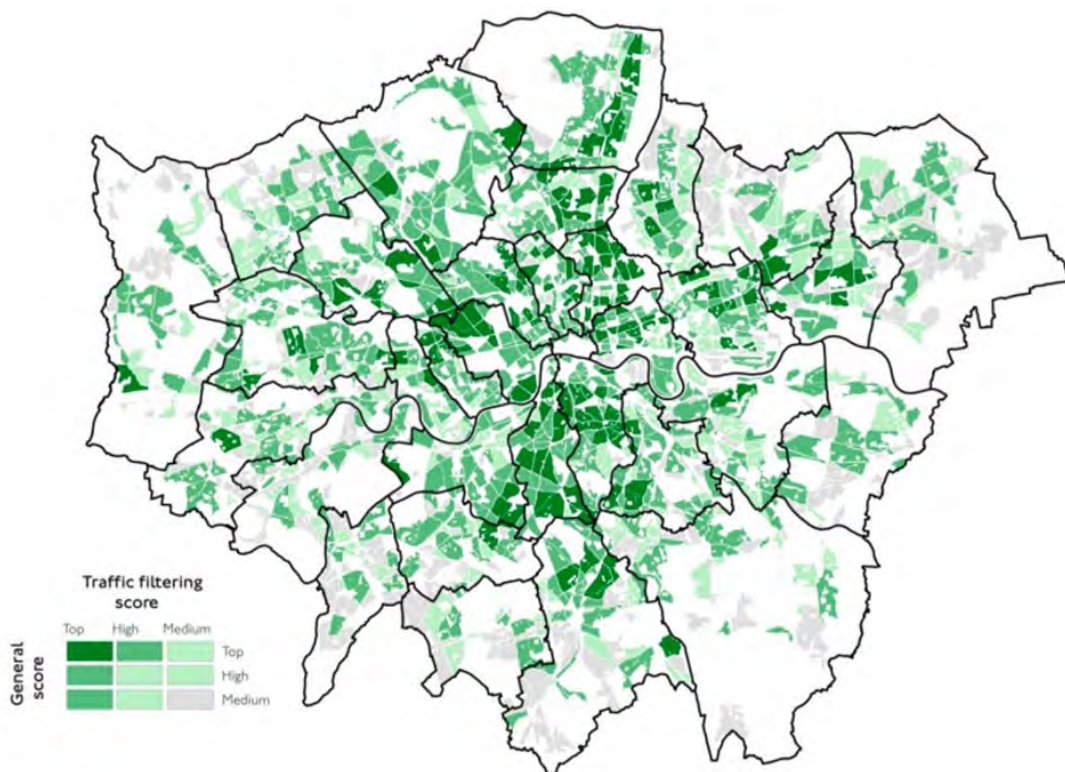 Traffic filtering
score
Top High Medium
General
score
Top
High
Medium